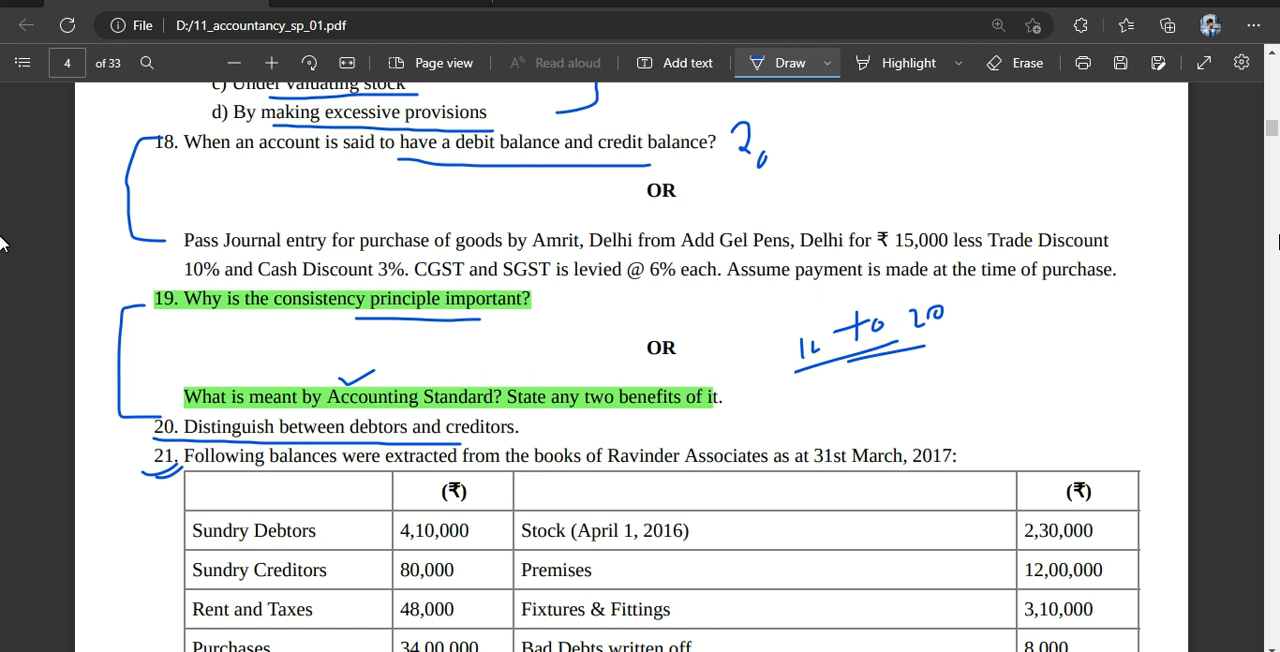 File D:/11_accountancy_sp_01.pdf
4 of 33 Page view Read aloud Add text Draw Highlight Erase
c) Under valuating stock
d) By making excessive provisions
18. When an account is said to have a debit balance and credit balance? 2
OR
Pass Journal entry for purchase of goods by Amrit, Delhi from Add Gel Pens, Delhi for ₹ 15,000 less Trade Discount
10% and Cash Discount 3%. CGST and SGST is levied @ 6% each. Assume payment is made at the time of purchase.
19. Why is the consistency principle important?
to 20
OR
What is meant by Accounting Standard? State any two benefits of it.
20. Distinguish between debtors and creditors.
21. Following balances were extracted from the books of Ravinder Associates as at 31st March, 2017:
(₹) (₹)
Sundry Debtors 4,10,000 Stock (April 1, 2016) 2,30,000
Sundry Creditors 80,000 Premises 12,00,000
Rent and Taxes 48,000 Fixtures & Fittings 3,10,000
Purchases 34,00,000 Bad Debts written off 8,000